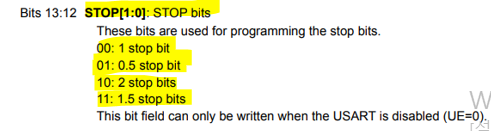 Bits 13:12 STOP[1:0]: STOP bits
These bits are used for programming the stop bits.
00: 1 stop bit
01: 0.5 stop bit
10: 2 stop bits
11: 1.5 stop bits
This bit field can only be written when the USART is disabled (UE=0).